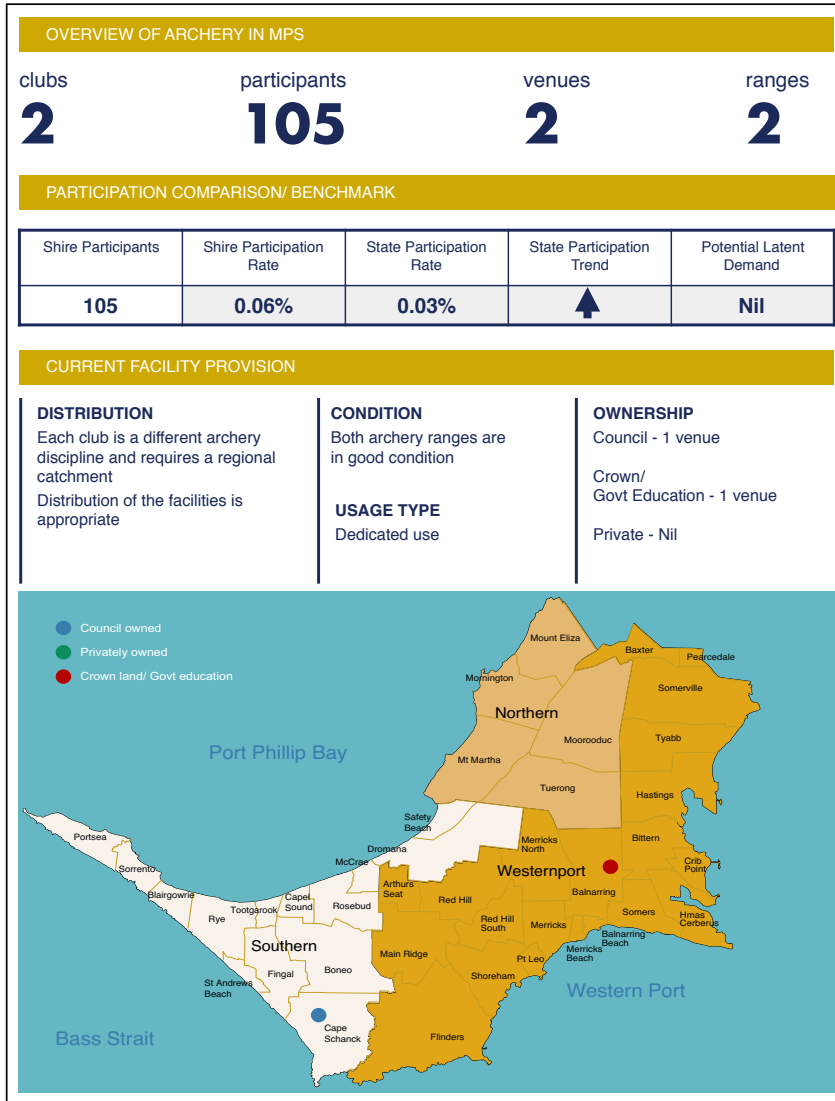 OVERVIEW OF ARCHERY IN MPS
clubs
participants
venues
ranges
2
105
2
2
PARTICIPATION COMPARISON/ BENCHMARK
Shire Participants
Shire Participation
Rate
State Participation
Rate
State Participation
Trend
Potential Latent
Demand
105
0.06%
0.03%
Nil
CURRENT FACILITY PROVISION
DISTRIBUTION
Each club is a different archery
discipline and requires a regional
catchment
Distribution of the facilities is
appropriate
CONDITION
Both archery ranges are
in good condition
USAGE TYPE
Dedicated use
OWNERSHIP
Council - 1 venue
Crown/
Govt Education - 1 venue
Private - Nil
Council owned
Privately owned
Crown land/ Govt education
Mount Eliza
Baxter
Pearcedale
Mornington
Somerville
Northern
Moorooduc
Tyabb
Port Phillip Bay
Mt Martha
Tuerong
Hastings
Safety
Beach
Portsea
Dromana
Merricks
North
Bittern
Sorrento
McCrae
Westernport
Crib
Point
Blairgowrie
Arthurs
Seat
Balnarring
Capel
Sound
Red Hill
Tootgarook
Rosebud
Rye
Red Hill
South
Merricks
Somers
Hmas
Cerberus
Southern
Balnarring
Beach
Main Ridge
Merricks
Beach
Pt Leo
Fingal
Boneo
Shoreham
St Andrews
Beach
Western Port
Cape
Schanck
Flinders
Bass Strait